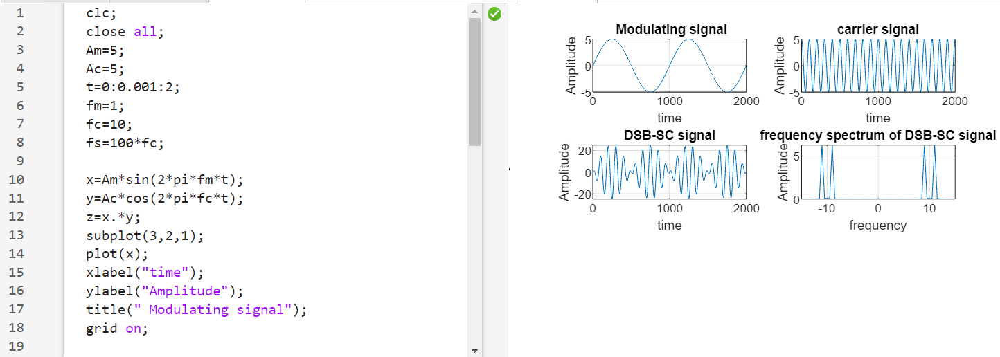 1 clc;
2 close all;
3 Am=5;
4 Ac=5;
5 t=0:0.001:2;
6 fm=1;
7 fc=10;
8 fs=100*fc;
9
10 x=Am*sin(2*pi*fm*t);
11 y=Ac*cos(2*pi*fc*t);
12 z=x.*y;
13 subplot(3,2,1);
14 plot(x);
15 xlabel("time");
16 ylabel("Amplitude");
17 title(" Modulating signal");
18 grid on;
19
Modulating signal
Amplitude
5
0
-5
0 1000 2000
time
carrier signal
Amplitude
5
0
-5
0 1000 2000
time
DSB-SC signal
Amplitude
20
0
-20
0 1000 2000
time
frequency spectrum of DSB-SC signal
Amplitude
5
0
-10 0 10
frequency